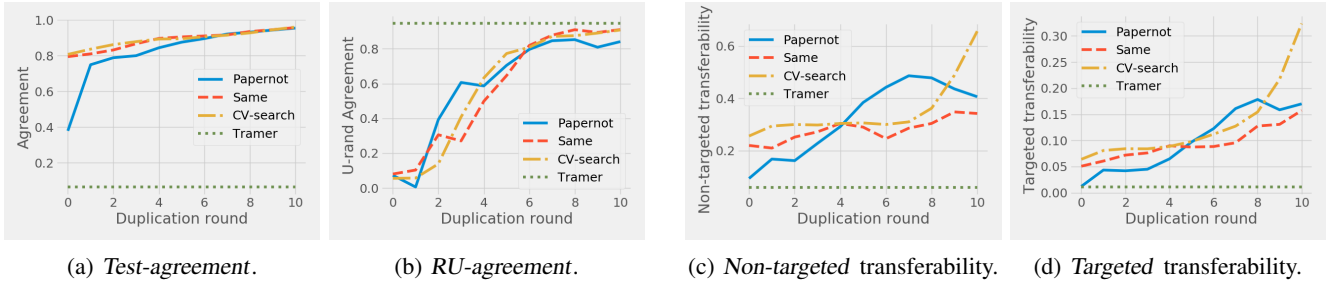 1.0
0.8
0.6
0.4
0.2
Agreement
Papernot
Same
CV-search
Tramer
0 2 4 6 8 10
Duplication round
(a) Test-agreement.
0.8
0.6
0.4
0.2
0.0
U-rand Agreement
Papernot
Same
CV-search
Tramer
0 2 4 6 8 10
Duplication round
(b) RU-agreement.
0.6
0.4
0.2
Non-targeted transferability
Papernot
Same
CV-search
Tramer
0 2 4 6 8 10
Duplication round
(c) Non-targeted transferability.
0.30
0.25
0.20
0.15
0.10
0.05
0.00
Targeted transferability
Papernot
Same
CV-search
Tramer
0 2 4 6 8 10
Duplication round
(d) Targeted transferability.